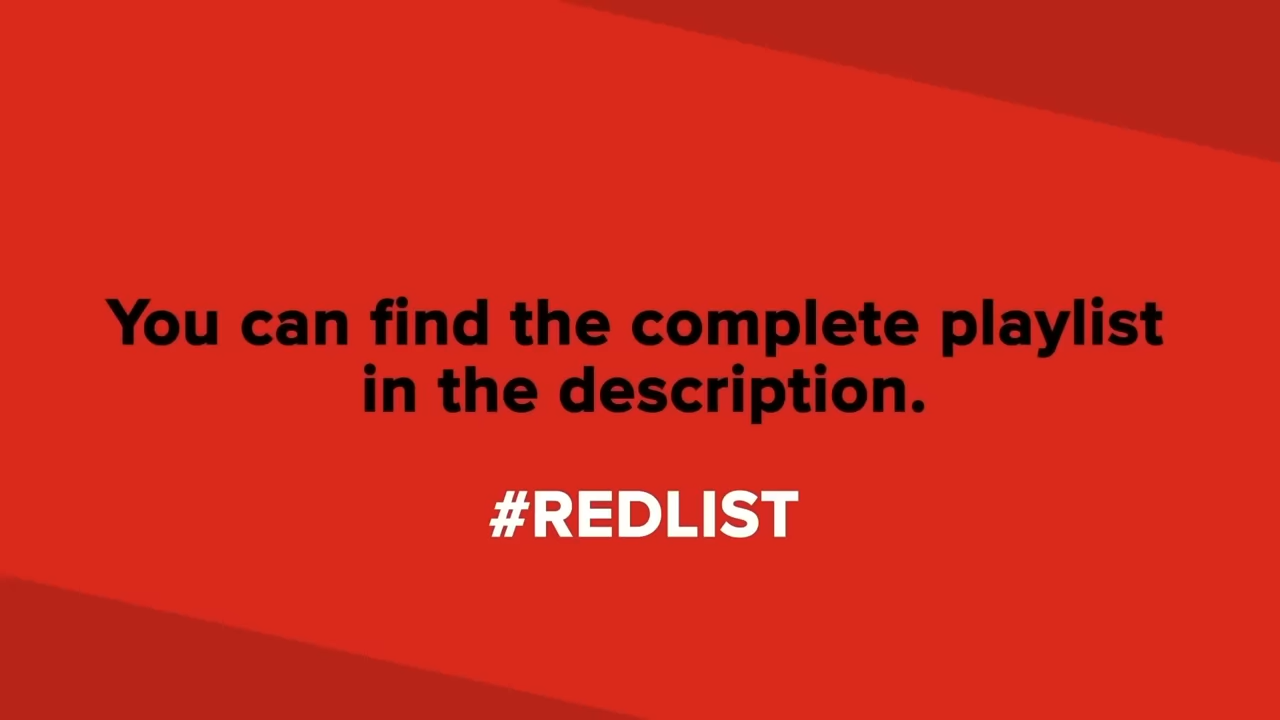 You can find the complete playlist
in the description.
#REDLIST